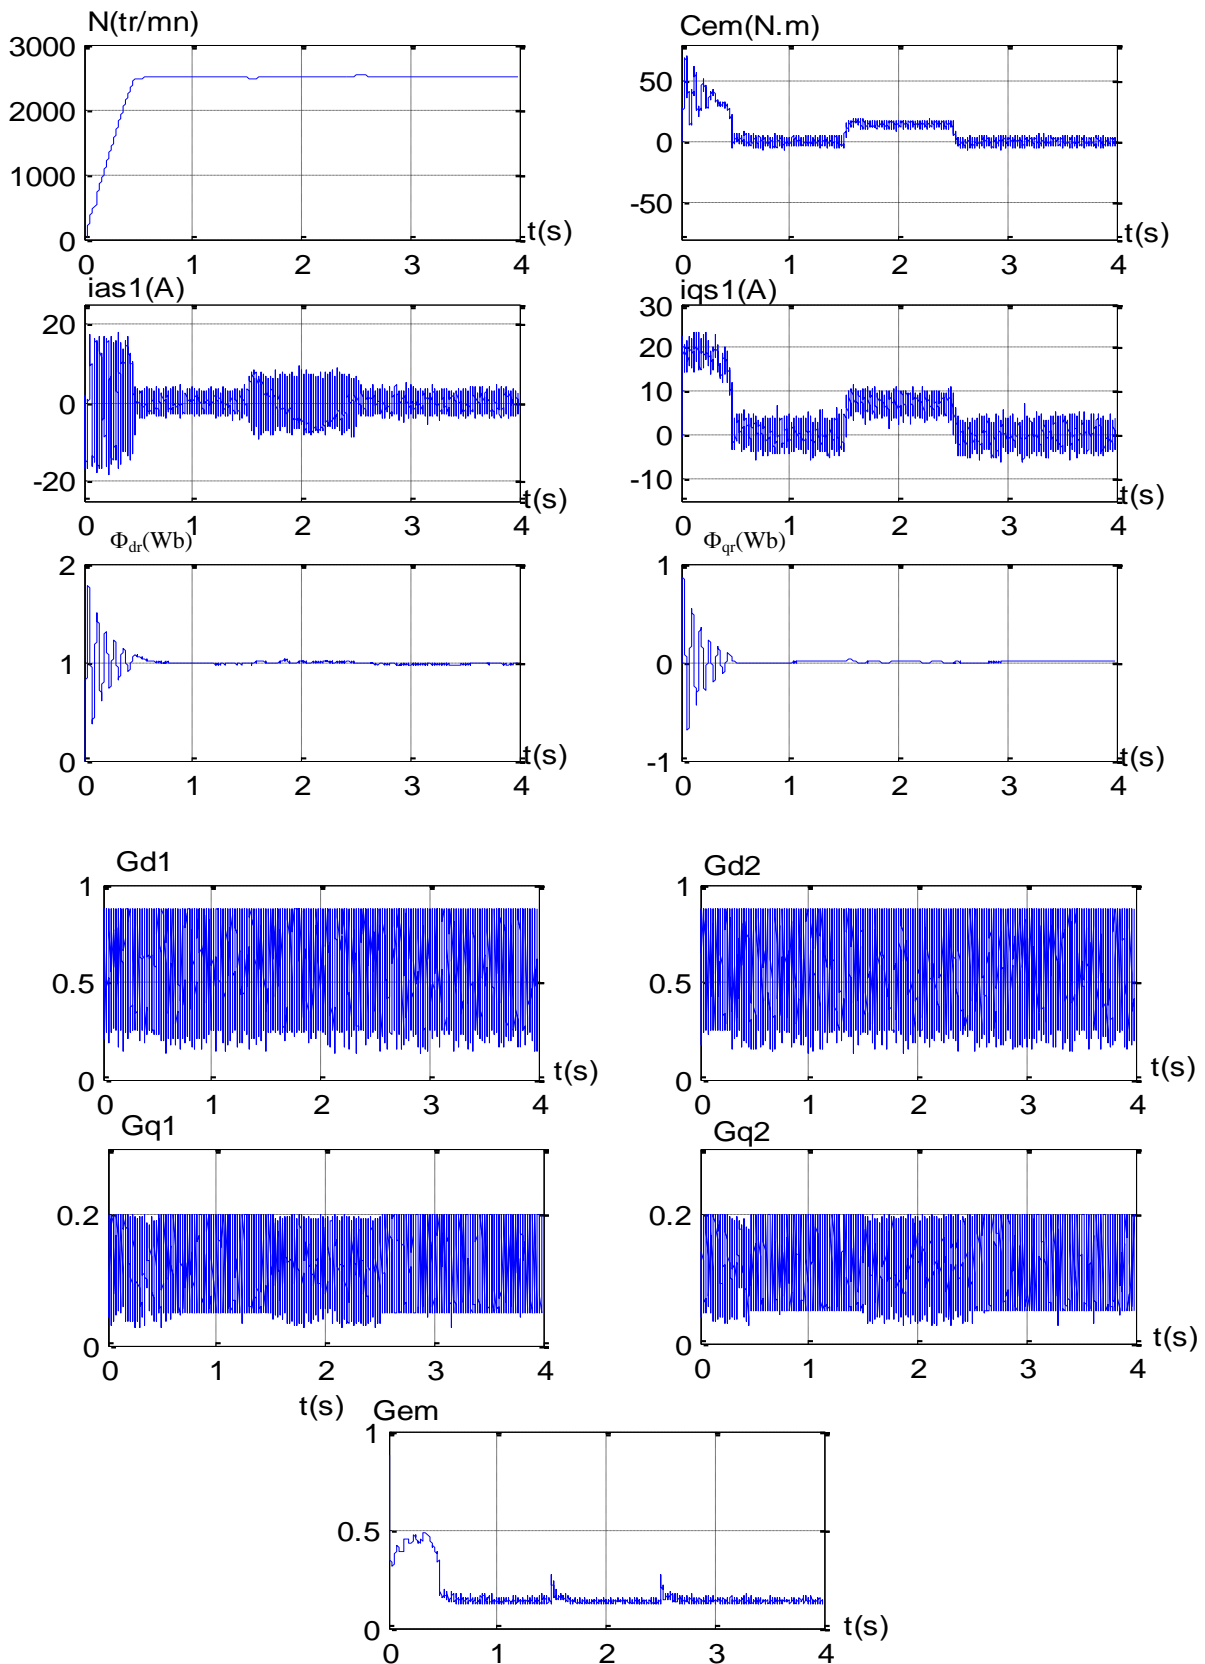 N(tr/mn)
3000
2000
1000
0
0 1 2 3 4
t(s)
Cem(N.m)
50
0
-50
0 1 2 3 4
t(s)
ias1(A)
20
0
-20
0 1 2 3 4
t(s)
iqs1(A)
30
20
10
0
-10
0 1 2 3 4
t(s)
Φdr(Wb)
2
1
0
0 1 2 3 4
t(s)
Φqr(Wb)
1
0
-1
0 1 2 3 4
t(s)
Gd1
1
0.5
0
0 1 2 3 4
t(s)
Gd2
1
0.5
0
0 1 2 3 4
t(s)
Gq1
0.2
0
0 1 2 3 4
t(s)
Gq2
0.2
0
0 1 2 3 4
t(s)
Gem
1
0.5
0
0 1 2 3 4
t(s)